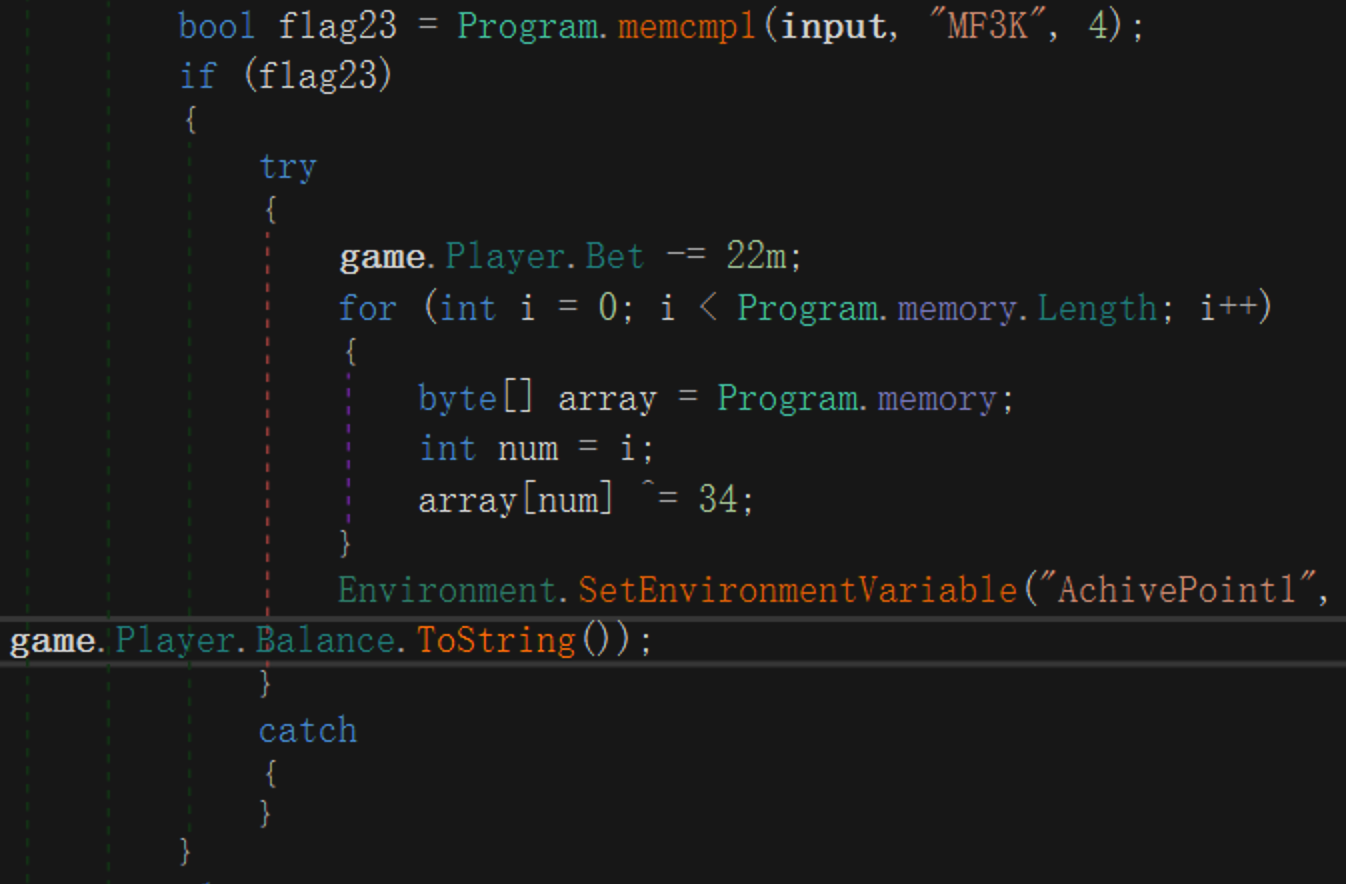 bool flag23 = Program.memcmpl(input, "MF3K", 4);
if (flag23)
{
try
{
game.Player.Bet -= 22m;
for (int i = 0; i < Program.memory.Length; i++)
{
byte[] array = Program.memory;
int num = i;
array[num] ^= 34;
}
Environment.SetEnvironmentVariable("AchivePoint1",
game.Player.Balance.ToString());
}
catch
{
}
}